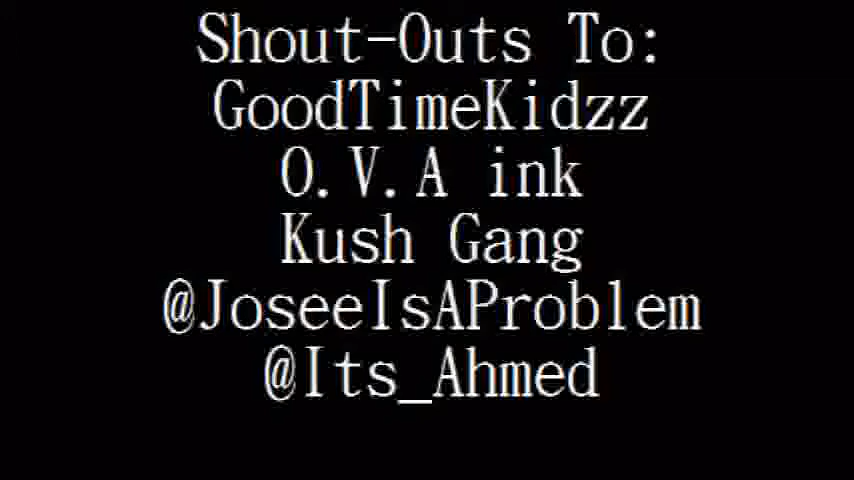 Shout-Outs To:
GoodTimeKidzz
O.V.A ink
Kush Gang
@JoseeIsAProblem
@Its_Ahmed